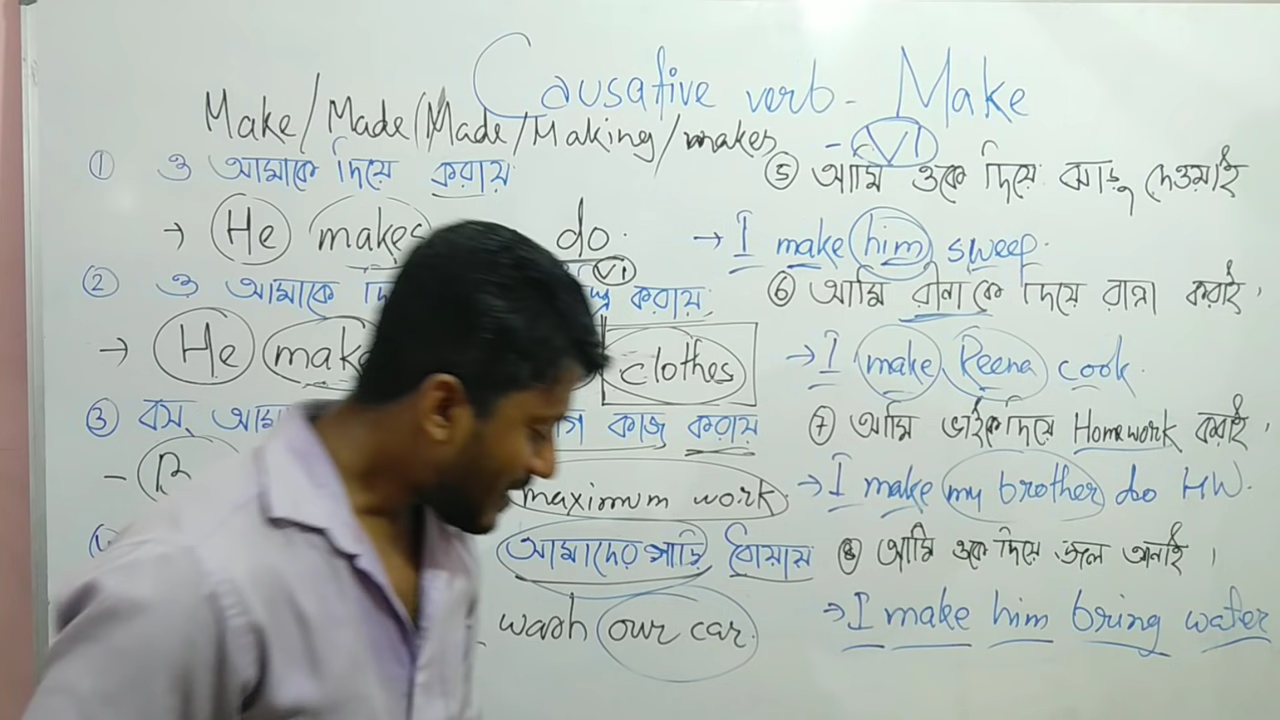 Causative verb - Make
Make/Made/Made/Making/makes
- V1
① ও আমাকে দিয়ে করায়
→ He makes do.
V1
② ও আমাকে করায়
→ He make clothes
③ বস কাজ করায়
maximum work
আমাদের গাড়ি ধোয়ায়
wash our car.
⑤ আমি ওকে দিয়ে ঝাড়ু দেওয়াই
→ I make him sweep.
⑥ আমি রীনাকে দিয়ে রান্না করাই।
→ I make Reena cook.
⑦ আমি ভাইকে দিয়ে Homework করাই।
→ I make my brother do HW.
⑧ আমি ওকে দিয়ে জল আনাই।
→ I make him bring water